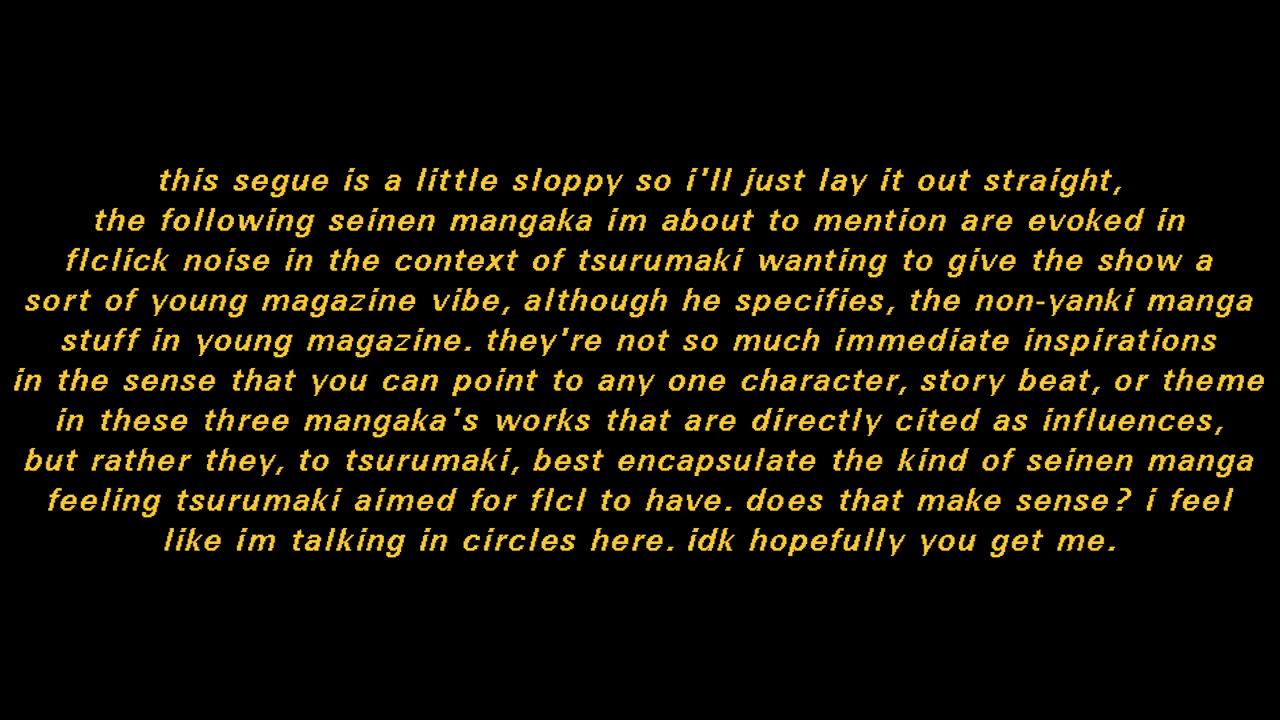 this segue is a little sloppy so i'll just lay it out straight,
the following seinen mangaka im about to mention are evoked in
flclick noise in the context of tsurumaki wanting to give the show a
sort of young magazine vibe, although he specifies, the non-yanki manga
stuff in young magazine. they're not so much immediate inspirations
in the sense that you can point to any one character, story beat, or theme
in these three mangaka's works that are directly cited as influences,
but rather they, to tsurumaki, best encapsulate the kind of seinen manga
feeling tsurumaki aimed for flcl to have. does that make sense? i feel
like im talking in circles here. idk hopefully you get me.